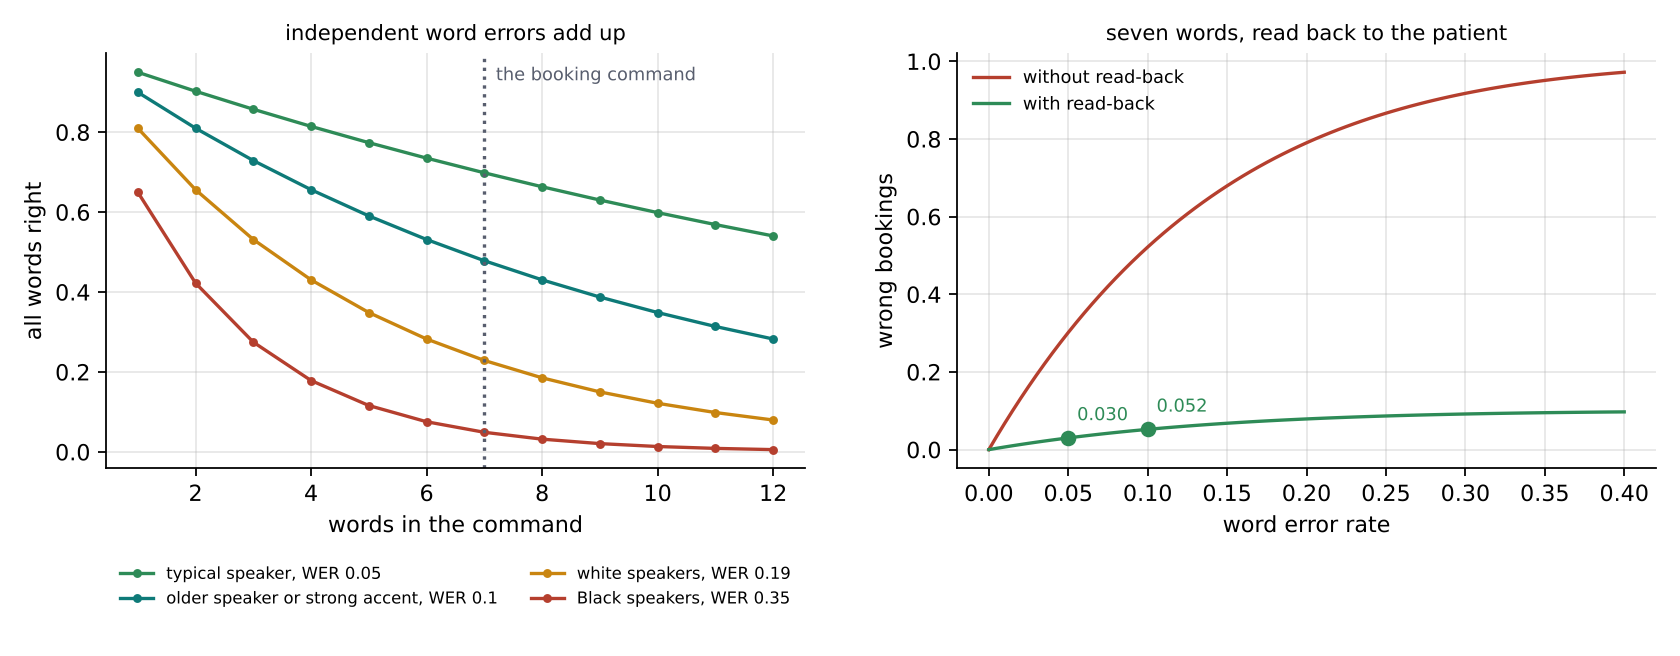 independent word errors add up
the booking command
all words right
0.8
0.6
0.4
0.2
0.0
2 4 6 8 10 12
words in the command
typical speaker, WER 0.05
older speaker or strong accent, WER 0.1
white speakers, WER 0.19
Black speakers, WER 0.35
seven words, read back to the patient
without read-back
with read-back
wrong bookings
1.0
0.8
0.6
0.4
0.2
0.0
0.030
0.052
0.00 0.05 0.10 0.15 0.20 0.25 0.30 0.35 0.40
word error rate